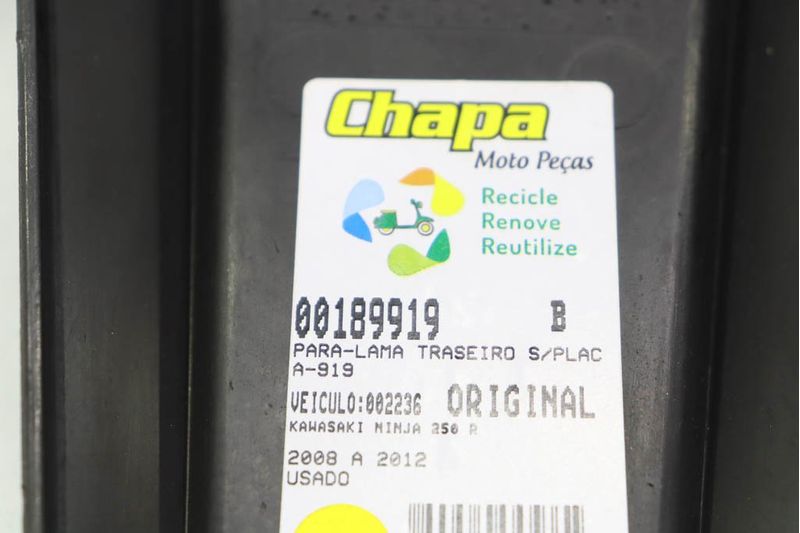 Chapa
Moto Peças
Recicle
Renove
Reutilize
00189919 B
PARA-LAMA TRASEIRO S/PLAC
A-919
VEICULO:002236 ORIGINAL
KAWASAKI NINJA 250 R
2008 A 2012
USADO